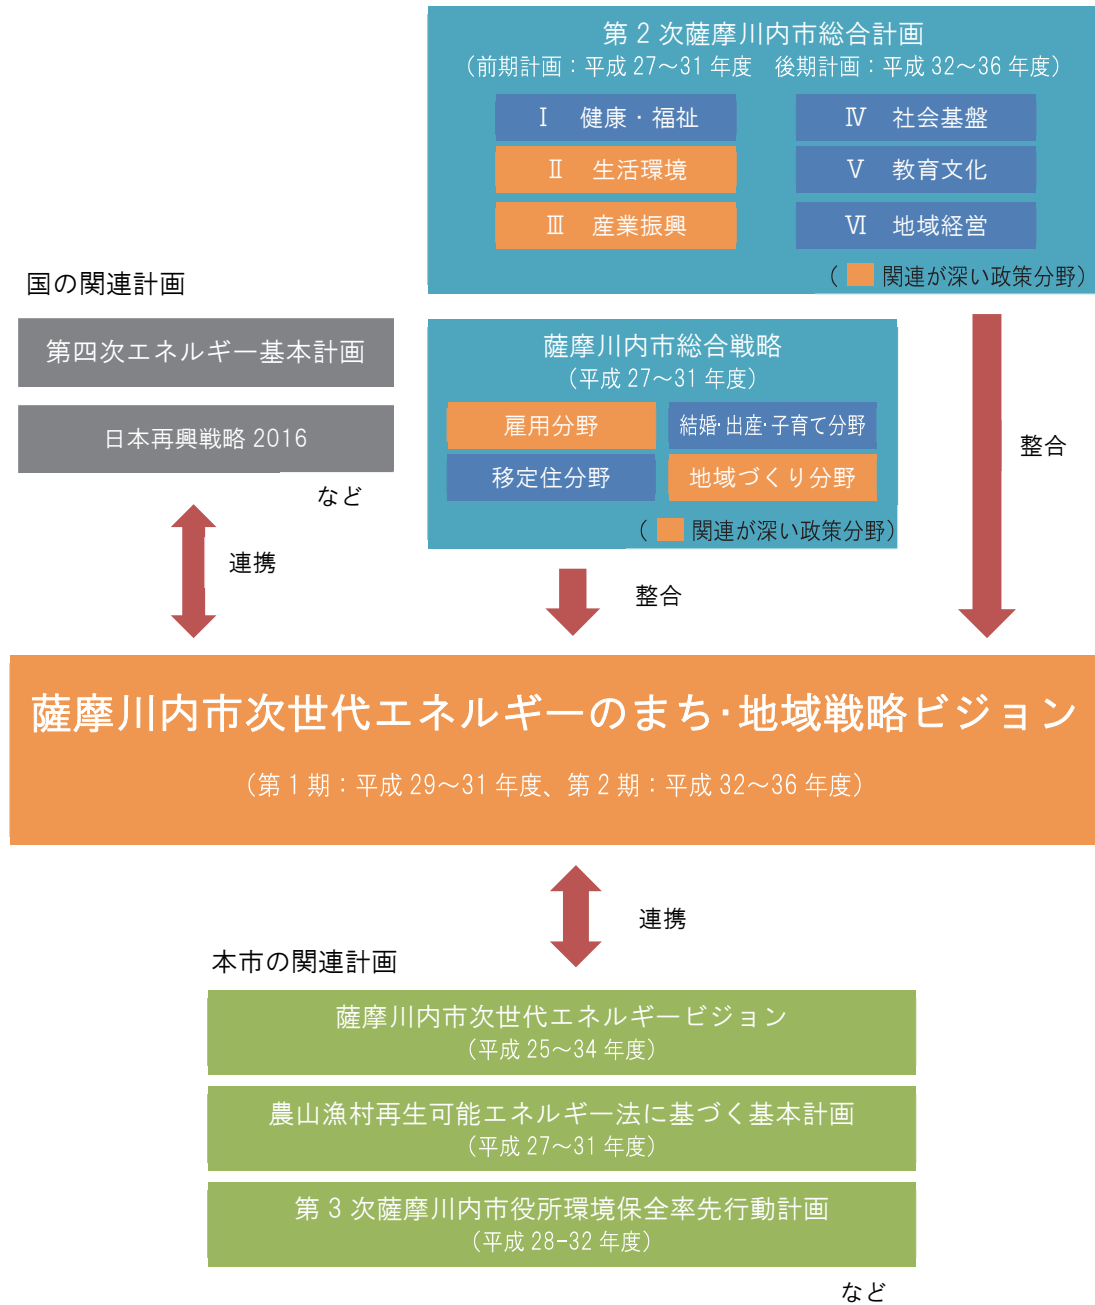 第2次薩摩川内市総合計画
（前期計画：平成27～31年度　後期計画：平成32～36年度）
Ⅰ　健康・福祉
Ⅱ　生活環境
Ⅲ　産業振興
Ⅳ　社会基盤
Ⅴ　教育文化
Ⅵ　地域経営
（ 関連が深い政策分野）
国の関連計画
第四次エネルギー基本計画
日本再興戦略2016
など
連携
薩摩川内市総合戦略
（平成27～31年度）
雇用分野
結婚・出産・子育て分野
移定住分野
地域づくり分野
（ 関連が深い政策分野）
整合
整合
薩摩川内市次世代エネルギーのまち・地域戦略ビジョン
（第1期：平成29～31年度、第2期：平成32～36年度）
連携
本市の関連計画
薩摩川内市次世代エネルギービジョン
（平成25～34年度）
農山漁村再生可能エネルギー法に基づく基本計画
（平成27～31年度）
第3次薩摩川内市役所環境保全率先行動計画
（平成28-32年度）
など